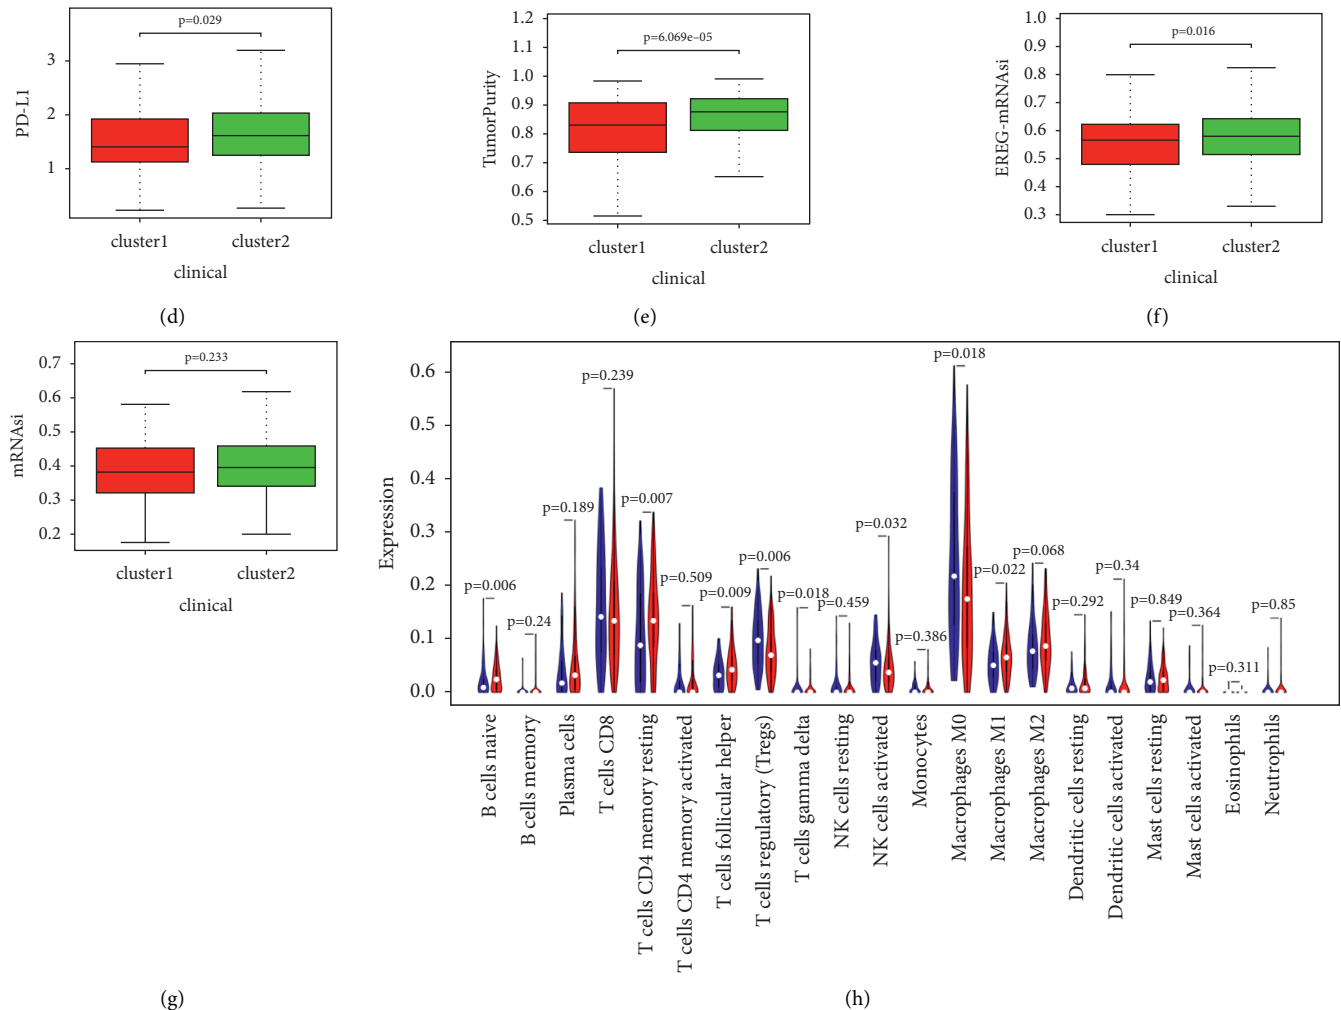 p=0.029
3
2
1
PD-L1
cluster1 cluster2
clinical
(d)
p=6.069e-05
1.2
1.1
1.0
0.9
0.8
0.7
0.6
0.5
TumorPurity
cluster1 cluster2
clinical
(e)
p=0.016
1.0
0.9
0.8
0.7
0.6
0.5
0.4
0.3
EREG-mRNAsi
cluster1 cluster2
clinical
(f)
p=0.233
0.7
0.6
0.5
0.4
0.3
0.2
mRNAsi
cluster1 cluster2
clinical
(g)
0.6
0.5
0.4
0.3
0.2
0.1
0.0
Expression
p=0.006
p=0.24
p=0.189
p=0.239
p=0.007
p=0.509
p=0.009
p=0.006
p=0.018
p=0.459
p=0.032
p=0.386
p=0.018
p=0.022
p=0.068
p=0.292
p=0.34
p=0.849
p=0.364
p=0.311
p=0.85
B cells naive
B cells memory
Plasma cells
T cells CD8
T cells CD4 memory resting
T cells CD4 memory activated
T cells follicular helper
T cells regulatory (Tregs)
T cells gamma delta
NK cells resting
NK cells activated
Monocytes
Macrophages M0
Macrophages M1
Macrophages M2
Dendritic cells resting
Dendritic cells activated
Mast cells resting
Mast cells activated
Eosinophils
Neutrophils
(h)